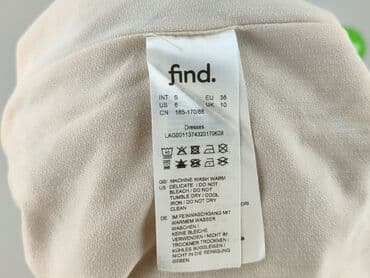 find.
INT S EU 36
US 6 UK 10
CN 165-170/88
Dresses
LAG0011374320170628
GB/ MACHINE WASH WARM
US DELICATE / DO NOT
BLEACH / DO NOT
TUMBLE DRY / COOL
IRON / DO NOT DRY
CLEAN
DE IM FEINWASCHGANG MIT
WARMEM WASSER
WASCHEN /
KEINE BLEICHE
VERWENDEN / NICHT IM
TROCKNER TROCKNEN /
KÜHLES BÜGELEISEN /
NICHT IN DIE REINIGUNG
GEBEN